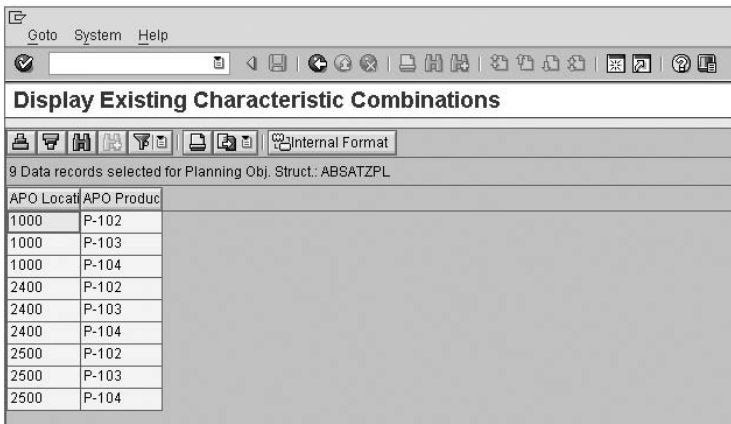 Goto System Help
Display Existing Characteristic Combinations
Internal Format
9 Data records selected for Planning Obj. Struct.: ABSATZPL
APO Locati APO Produc
1000 P-102
1000 P-103
1000 P-104
2400 P-102
2400 P-103
2400 P-104
2500 P-102
2500 P-103
2500 P-104